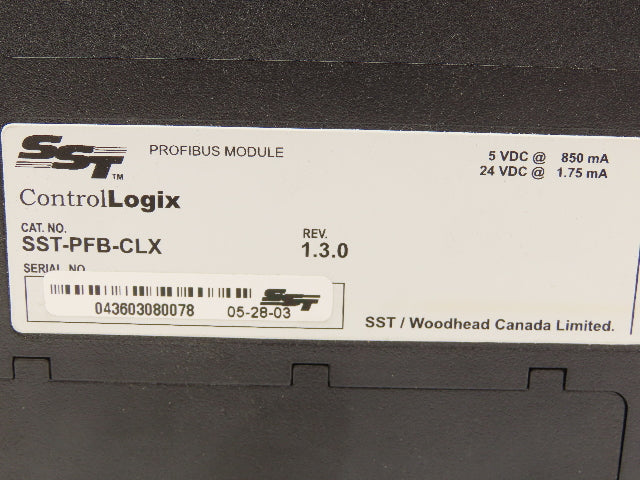 SST™ PROFIBUS MODULE
5 VDC @ 850 mA
24 VDC @ 1.75 mA
ControlLogix
CAT. NO.
SST-PFB-CLX
REV.
1.3.0
SERIAL NO
SST
043603080078 05-28-03
SST / Woodhead Canada Limited.